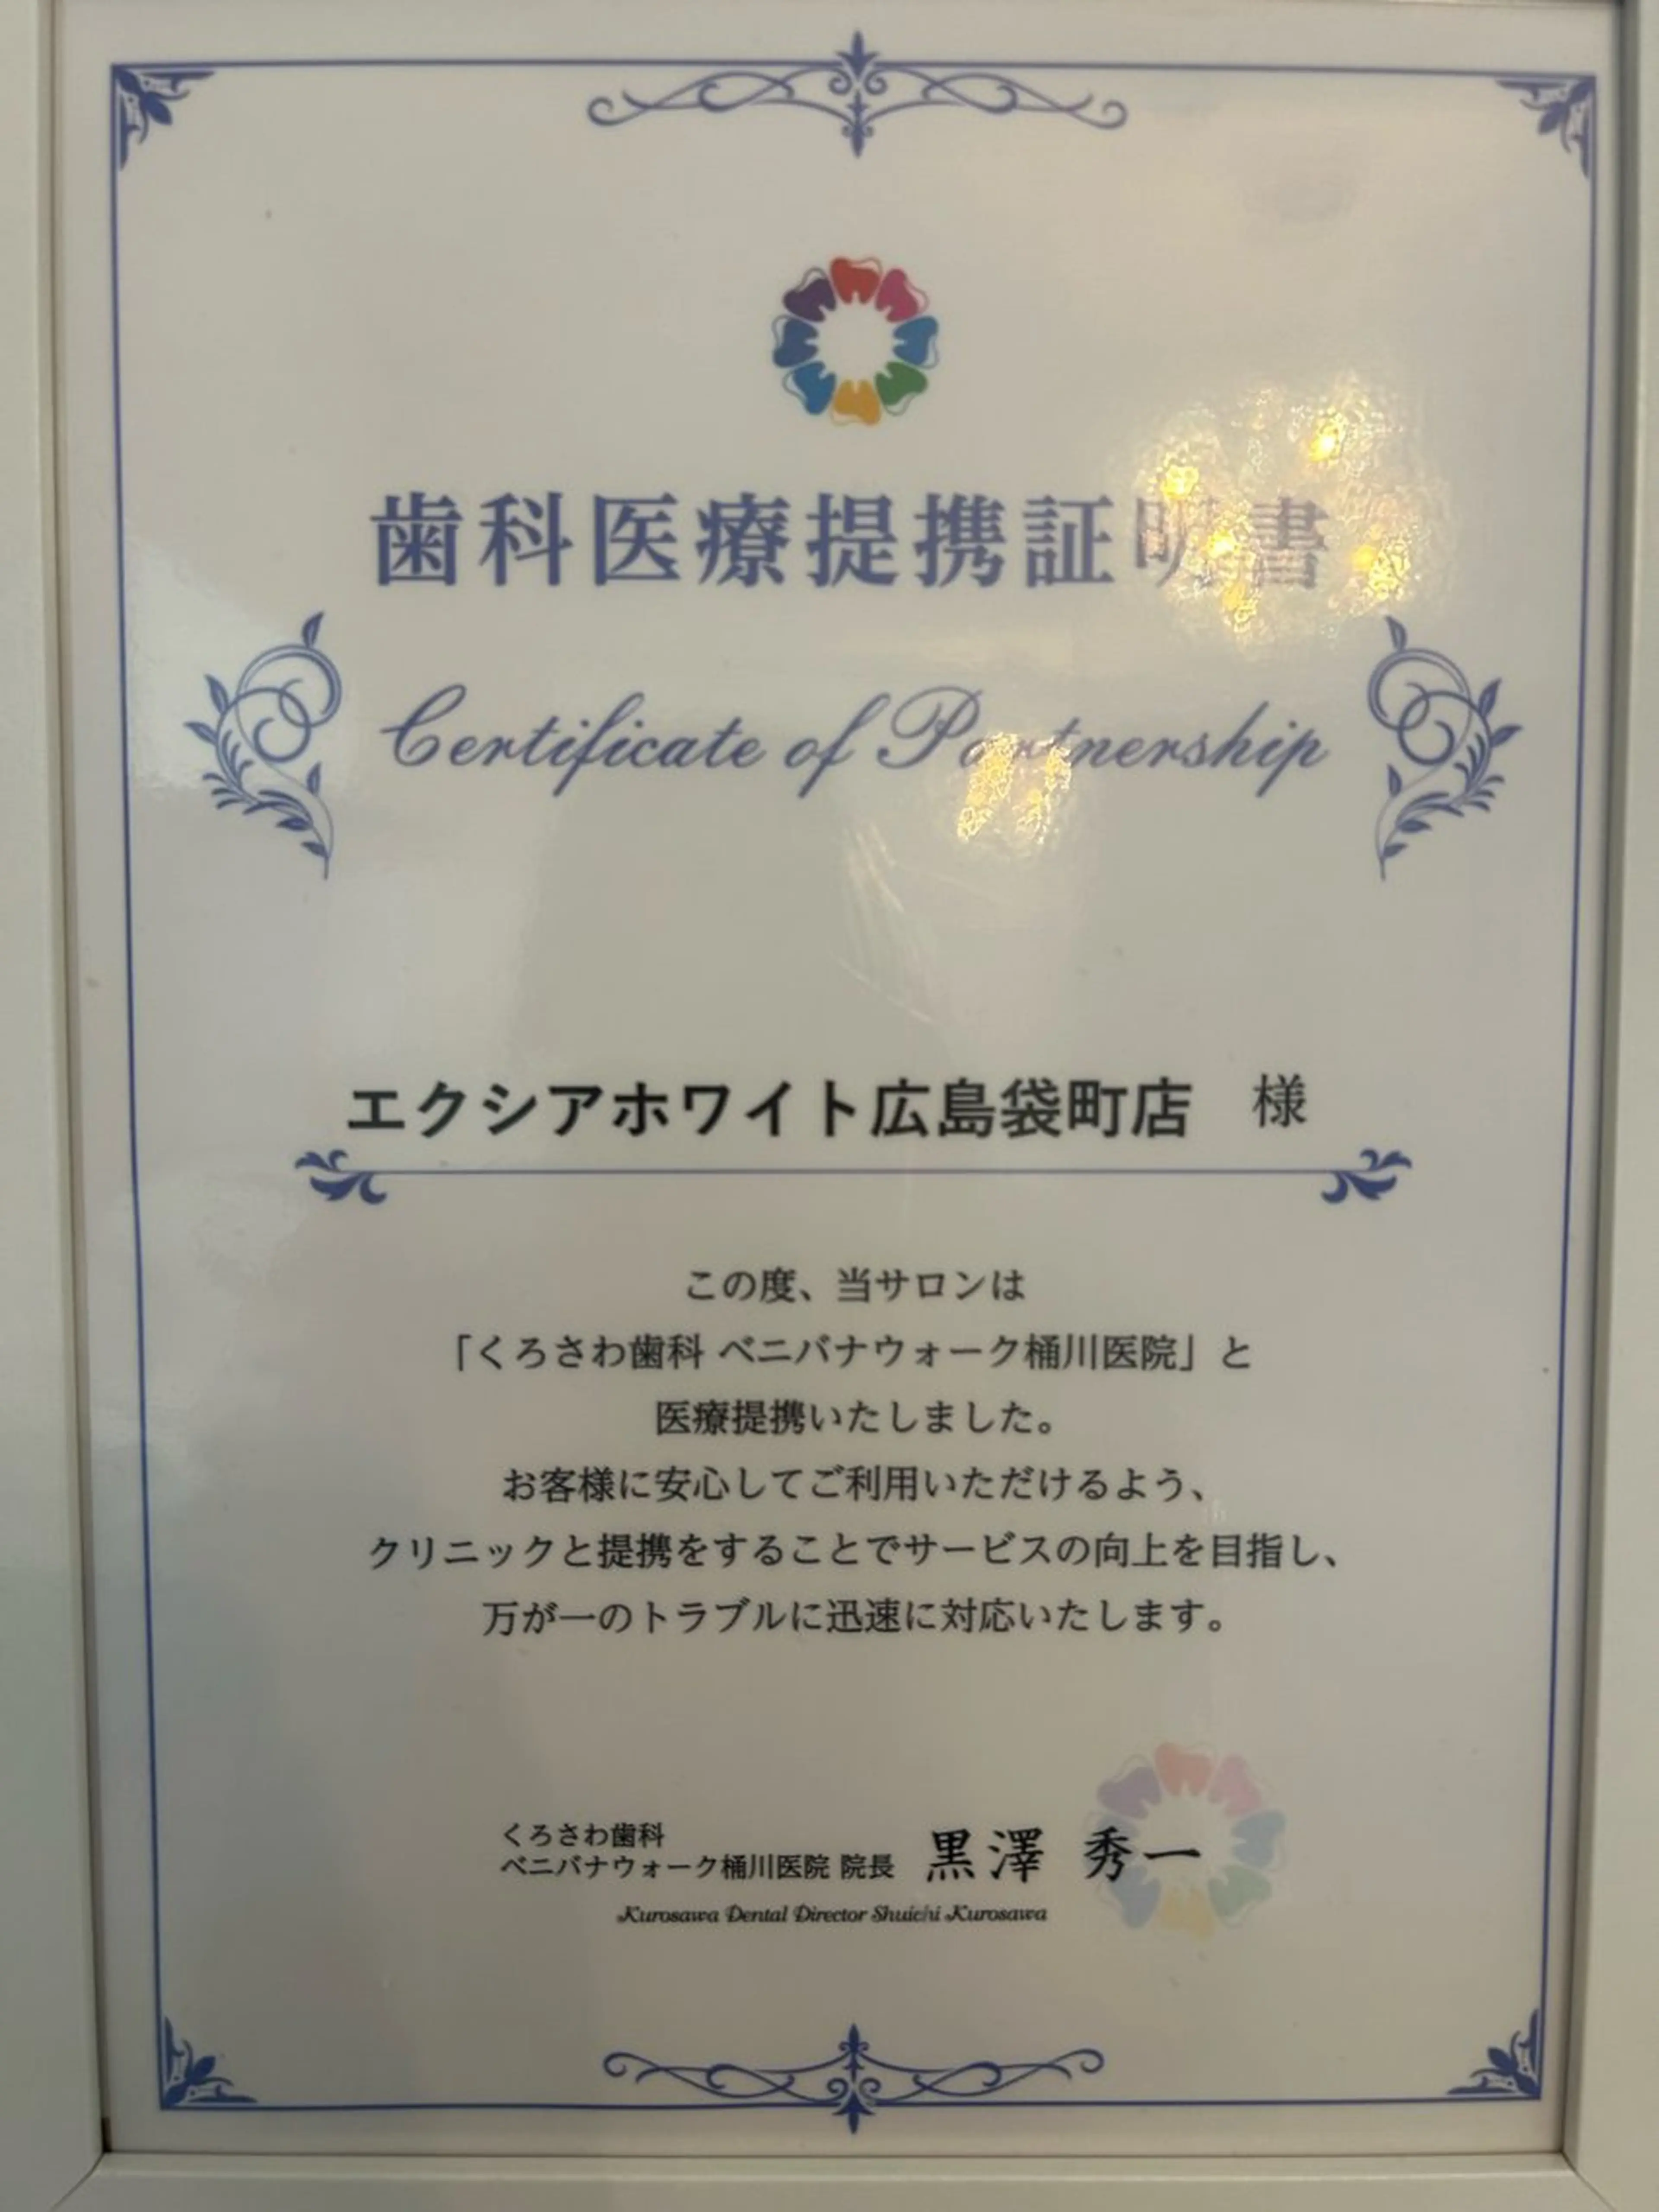 歯科医療提携証明書
Certificate of Partnership
エクシアホワイト広島袋町店 様
この度、当サロンは
「くろさわ歯科 ベニバナウォーク桶川医院」と
医療提携いたしました。
お客様に安心してご利用いただけるよう、
クリニックと提携をすることでサービスの向上を目指し、
万が一のトラブルに迅速に対応いたします。
くろさわ歯科
ベニバナウォーク桶川医院 院長 黒澤 秀一
Kurosawa Dental Director Shuichi Kurosawa